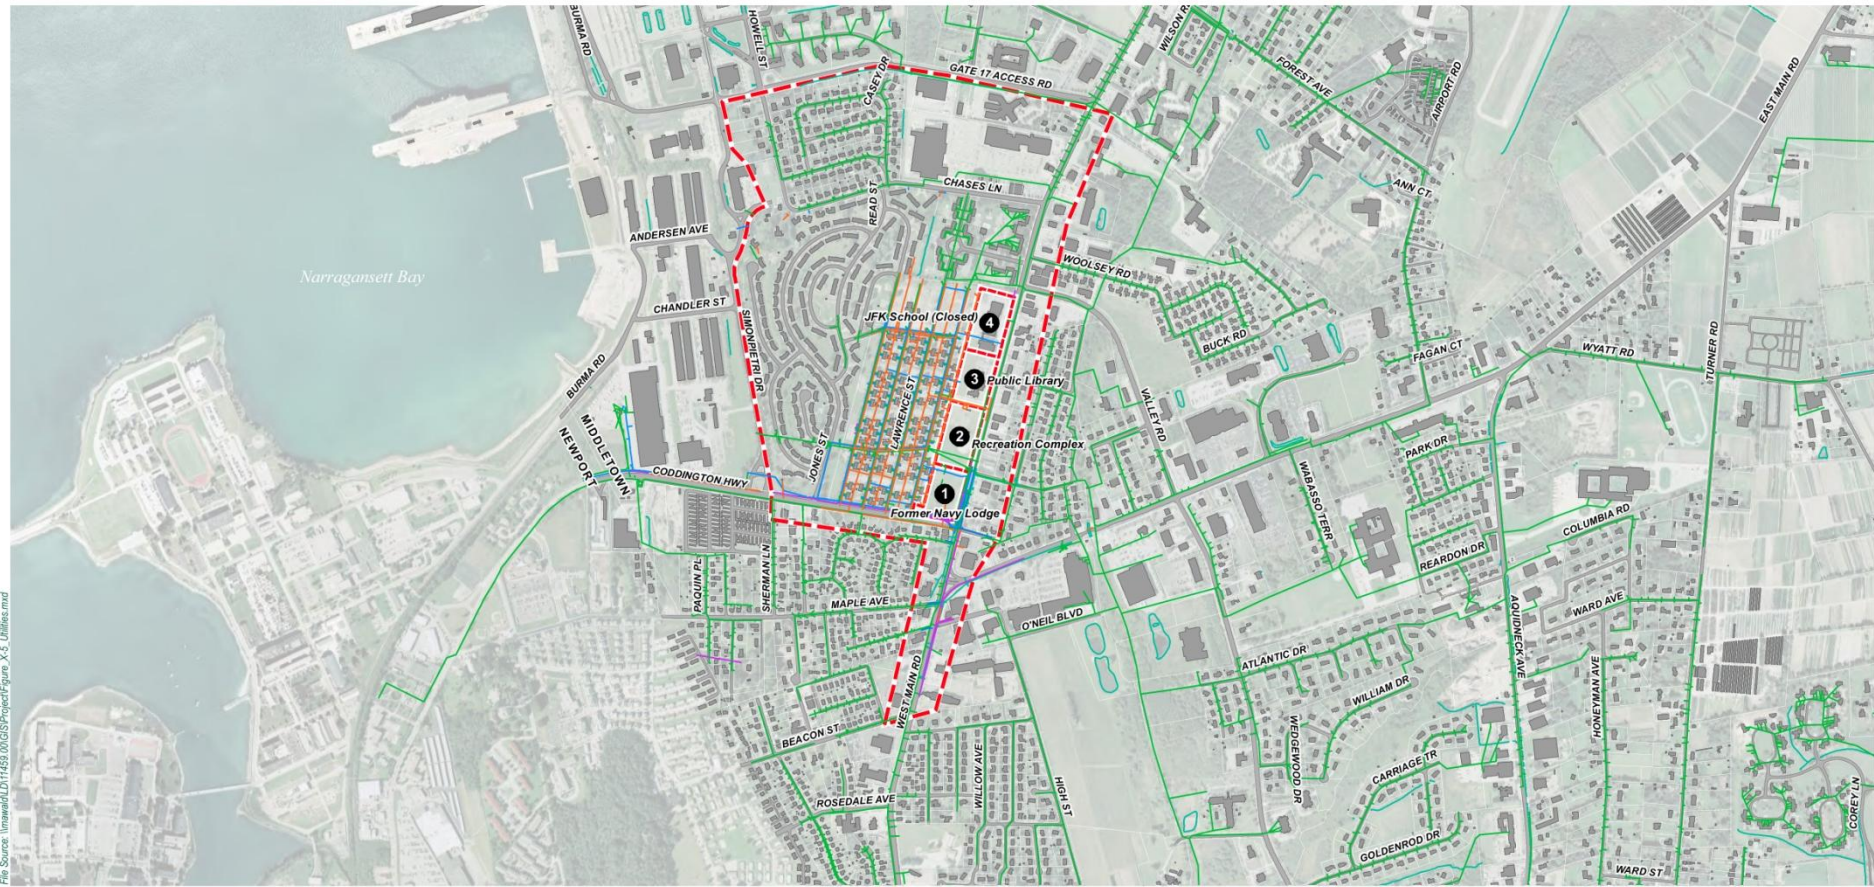 BURMA RD
HOWELL ST
CASEY DR
GATE 17 ACCESS RD
WILSON R
FOREST AVE
AIRPORT RD
EAST MAIN RD
READ ST
CHASES LN
ANN CT
ANDERSEN AVE
Narragansett Bay
WOOLSEY RD
CHANDLER ST
SIMONPIETRI DR
JFK School (Closed)
4
BUCK RD
FAGAN CT
WYATT RD
TURNER RD
BURMA RD
3
Public Library
LAWRENCE ST
VALLEY RD
MIDDLETOWN
NEWPORT
2
Recreation Complex
JONES ST
PARK DR
CODDINGTON HWY
1
Former Navy Lodge
WABASSO TERR
COLUMBIA RD
REARDON DR
PAQUIN PL
SHERMAN LN
MAPLE AVE
O'NEIL BLVD
WARD AVE
AQUIDNECK AVE
ATLANTIC DR
WILLIAM DR
HONEYMAN AVE
WEST MAIN RD
BEACON ST
WEDGEWOOD DR
CARRIAGE TR
WILLOW AVE
HIGH ST
ROSEDALE AVE
COREY LN
GOLDENROD DR
WARD ST
File Source: \\mawald\LD\11459.00\GIS\Project\Figure_X-5_Utilities.mxd